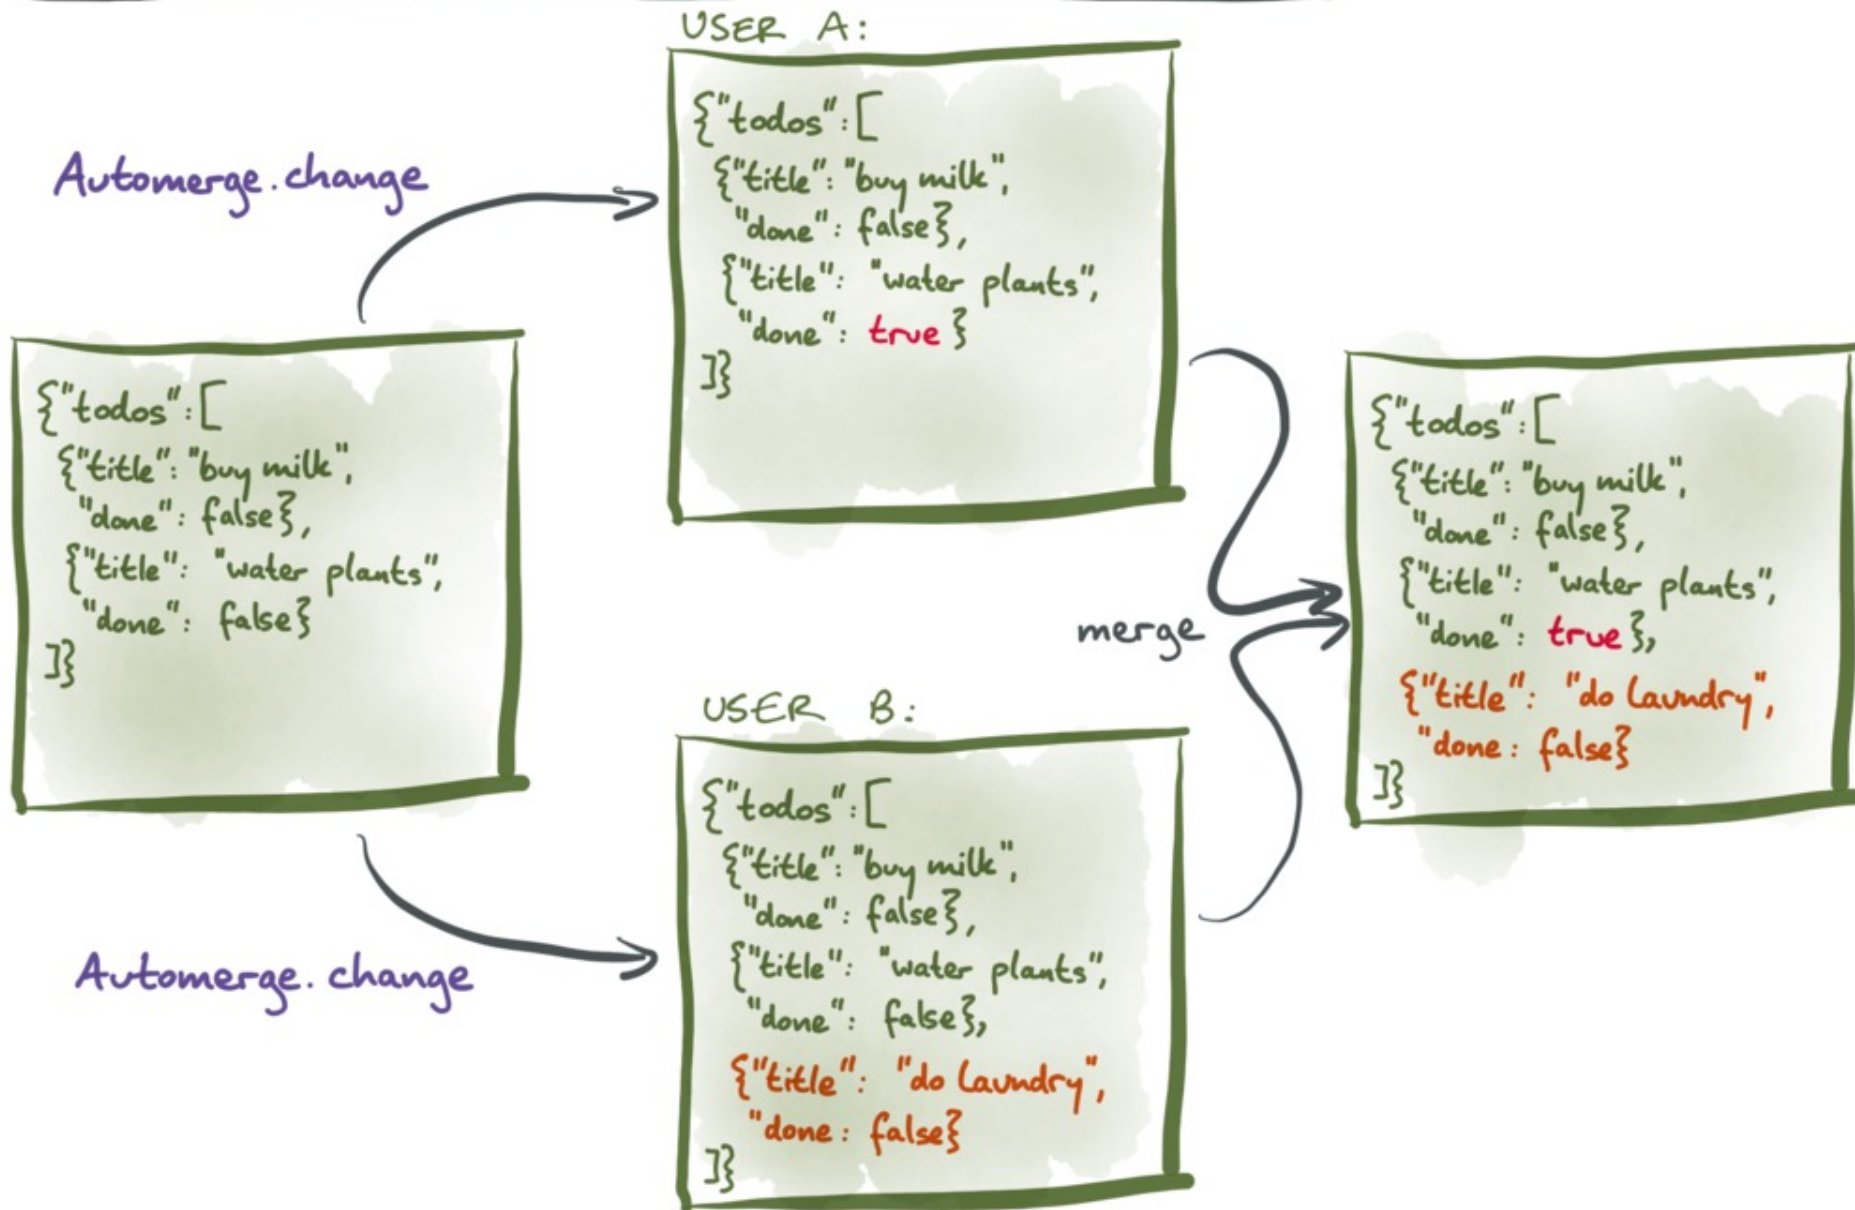 Automerge.change
{"todos":[
{"title": "buy milk",
"done": false},
{"title": "water plants",
"done": false}
]}
Automerge.change
USER A:
{"todos":[
{"title": "buy milk",
"done": false},
{"title": "water plants",
"done": true}
]}
USER B:
{"todos":[
{"title": "buy milk",
"done": false},
{"title": "water plants",
"done": false},
{"title": "do laundry",
"done: false}
]}
merge
{"todos":[
{"title": "buy milk",
"done": false},
{"title": "water plants",
"done": true},
{"title": "do laundry",
"done: false}
]}